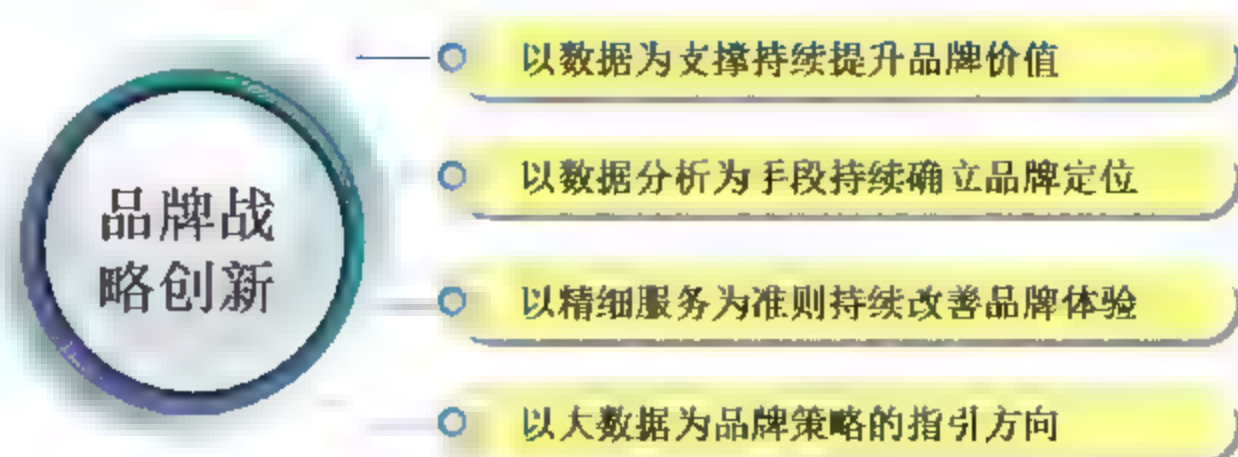 品牌战
略创新
以数据为支撑持续提升品牌价值
以数据分析为手段持续确立品牌定位
以精细服务为准则持续改善品牌体验
以大数据为品牌策略的指引方向